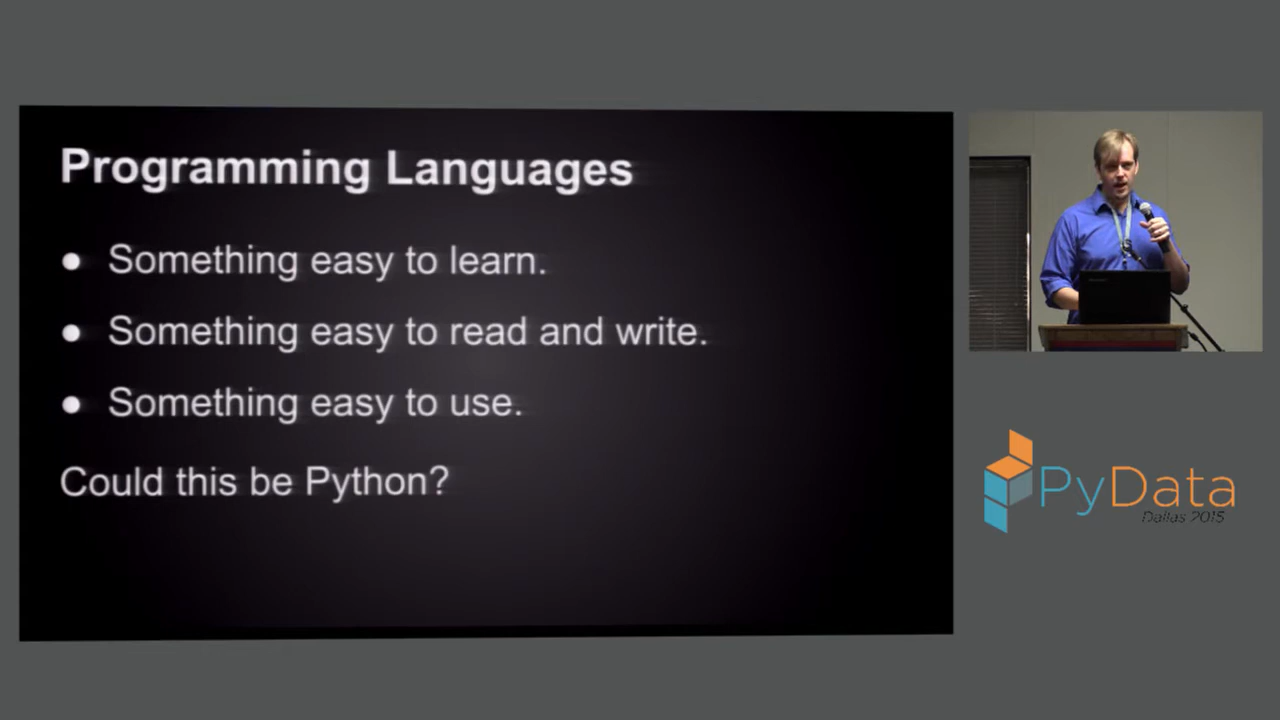 Programming Languages
Something easy to learn.
Something easy to read and write.
Something easy to use.
Could this be Python?
PyData
Dallas 2015